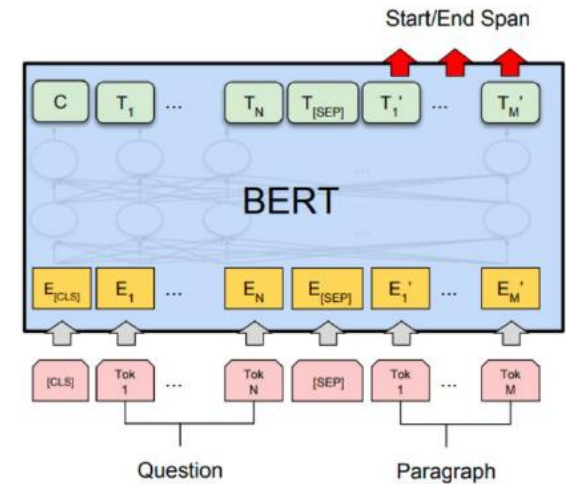 Start/End Span
C T1 ... TN T[SEP] T1' ... TM'
...
BERT
...
E[CLS] E1 ... EN E[SEP] E1' ... EM'
[CLS] Tok 1 ... Tok N [SEP] Tok 1 ... Tok M
Question Paragraph